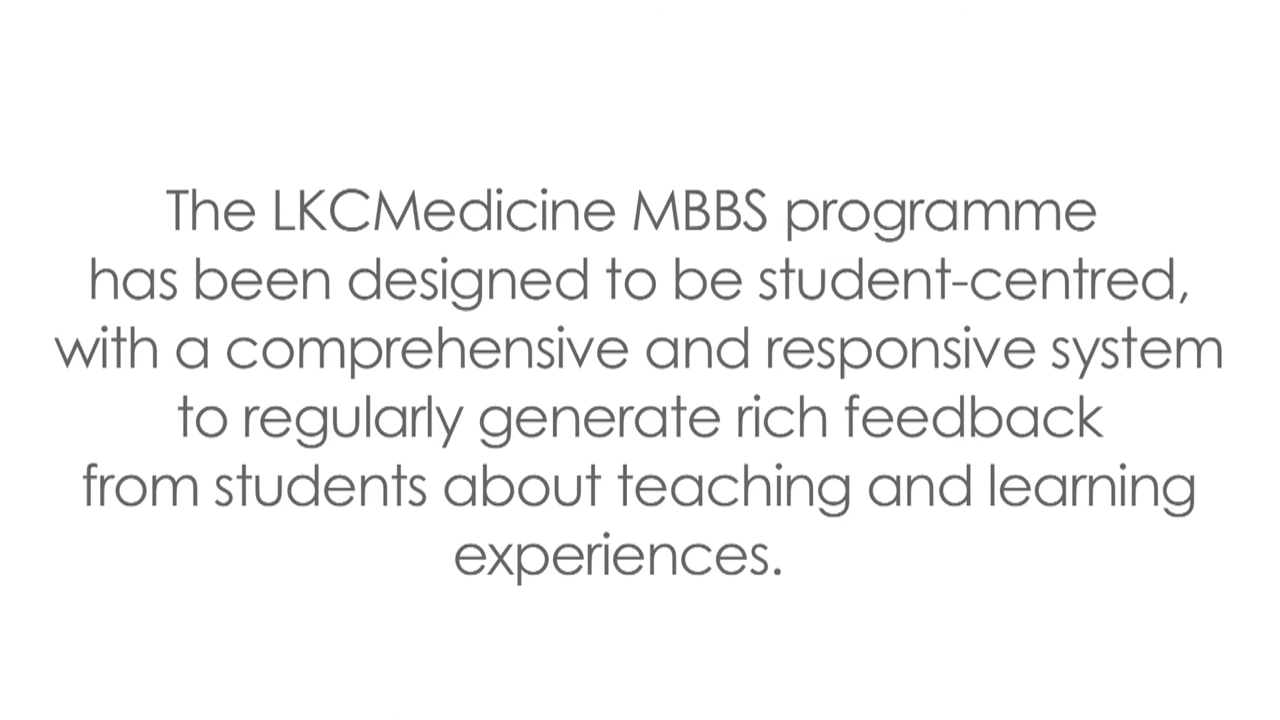 The LKCMedicine MBBS programme
has been designed to be student-centred,
with a comprehensive and responsive system
to regularly generate rich feedback
from students about teaching and learning
experiences.